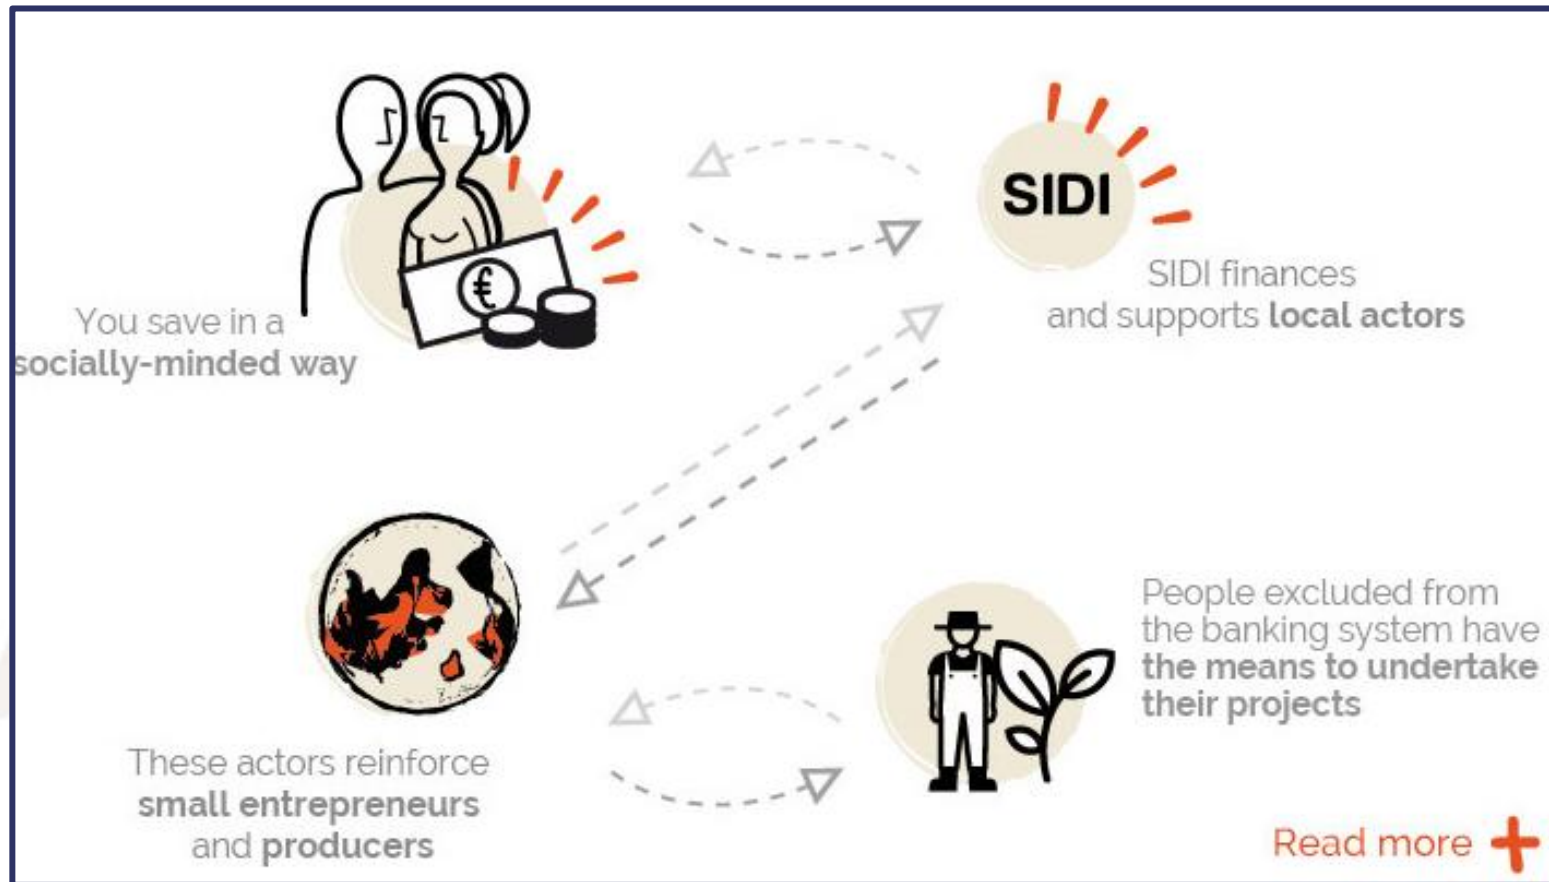 SIDI
You save in a
socially-minded way
€
SIDI finances
and supports local actors
These actors reinforce
small entrepreneurs
and producers
People excluded from
the banking system have
the means to undertake
their projects
Read more +